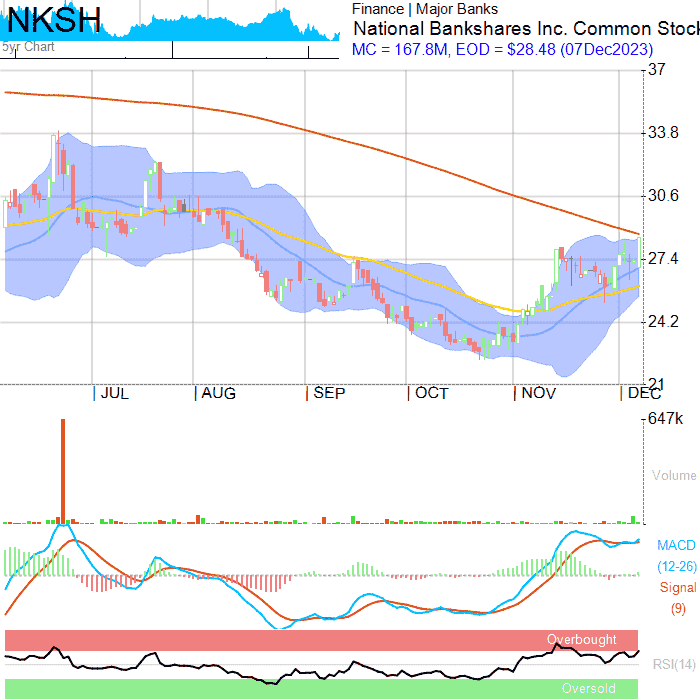 NKSH
5yr Chart
Finance | Major Banks
National Bankshares Inc. Common Stock
MC = 167.8M, EOD = $28.48 (07Dec2023)
37
33.8
30.6
27.4
24.2
21
JUL AUG SEP OCT NOV DEC
647k
Volume
MACD
(12-26)
Signal
(9)
Overbought
RSI(14)
Oversold